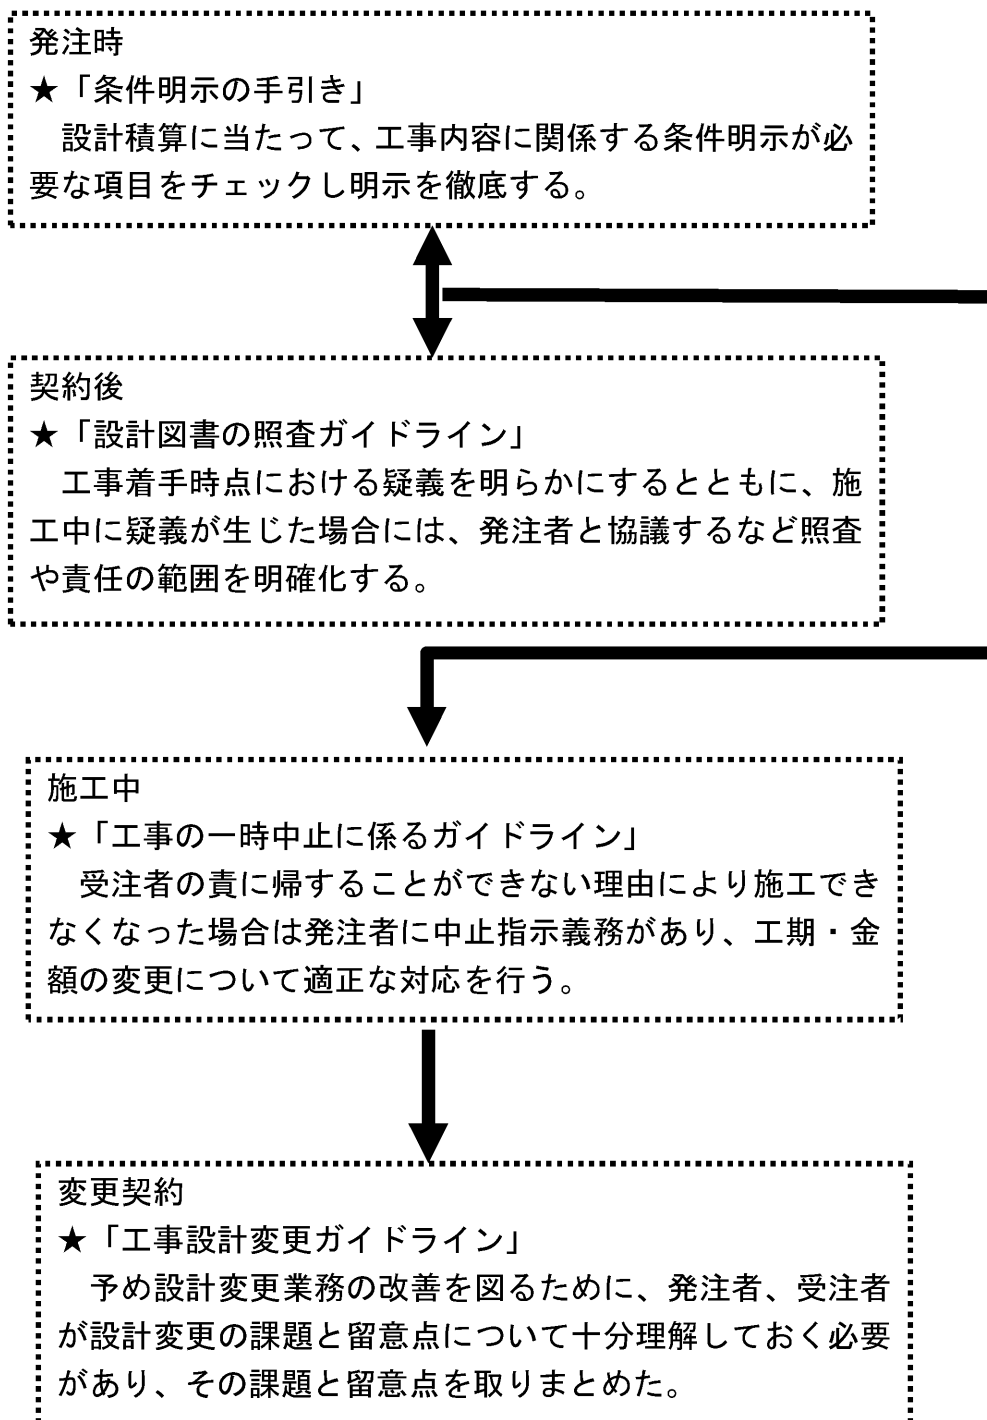 発注時
★「条件明示の手引き」
　設計積算に当たって、工事内容に関係する条件明示が必
要な項目をチェックし明示を徹底する。
契約後
★「設計図書の照査ガイドライン」
　工事着手時点における疑義を明らかにするとともに、施
工中に疑義が生じた場合には、発注者と協議するなど照査
や責任の範囲を明確化する。
施工中
★「工事の一時中止に係るガイドライン」
　受注者の責に帰することができない理由により施工でき
なくなった場合は発注者に中止指示義務があり、工期・金
額の変更について適正な対応を行う。
変更契約
★「工事設計変更ガイドライン」
　予め設計変更業務の改善を図るために、発注者、受注者
が設計変更の課題と留意点について十分理解しておく必要
があり、その課題と留意点を取りまとめた。